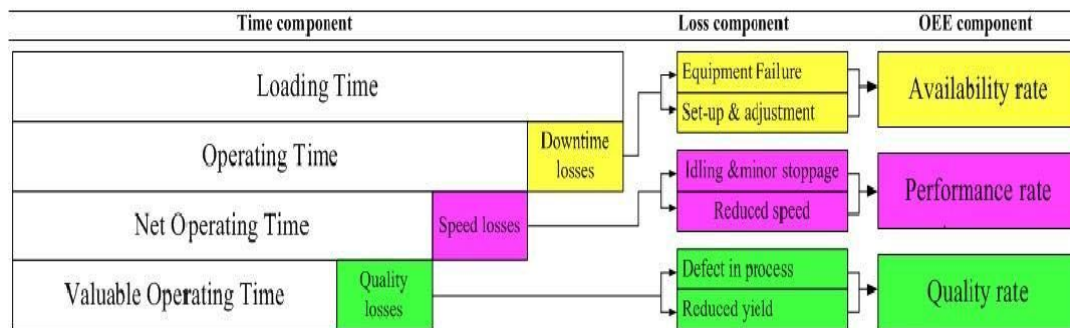 Time component
Loss component
OEE component
Loading Time
Equipment Failure
Set-up & adjustment
Availability rate
Operating Time
Downtime
losses
Idling &minor stoppage
Reduced speed
Performance rate
Net Operating Time
Speed losses
Defect in process
Reduced yield
Quality rate
Valuable Operating Time
Quality
losses